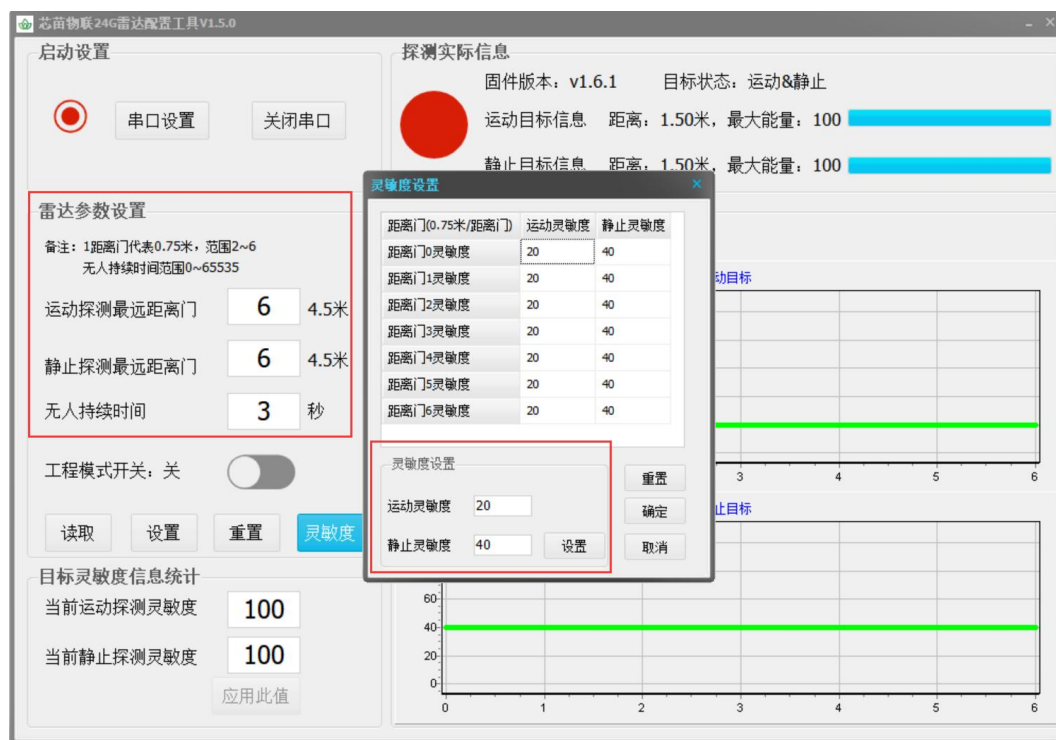 芯苗物联24G雷达配置工具V1.5.0
启动设置
串口设置
关闭串口
探测实际信息
固件版本：v1.6.1 目标状态：运动&静止
运动目标信息 距离：1.50米，最大能量：100
静止目标信息 距离：1.50米，最大能量：100
雷达参数设置
备注：1距离门代表0.75米，范围2~6
无人持续时间范围0~65535
运动探测最远距离门 6 4.5米
静止探测最远距离门 6 4.5米
无人持续时间 3 秒
工程模式开关：关
读取 设置 重置 灵敏度
目标灵敏度信息统计
当前运动探测灵敏度 100
当前静止探测灵敏度 100
应用此值
灵敏度设置
距离门(0.75米/距离门) 运动灵敏度 静止灵敏度
距离门0灵敏度 20 40
距离门1灵敏度 20 40
距离门2灵敏度 20 40
距离门3灵敏度 20 40
距离门4灵敏度 20 40
距离门5灵敏度 20 40
距离门6灵敏度 20 40
灵敏度设置
运动灵敏度 20
静止灵敏度 40 设置
重置
确定
取消
动目标
3 4 5 6
止目标
60
40
20
0
0 1 2 3 4 5 6